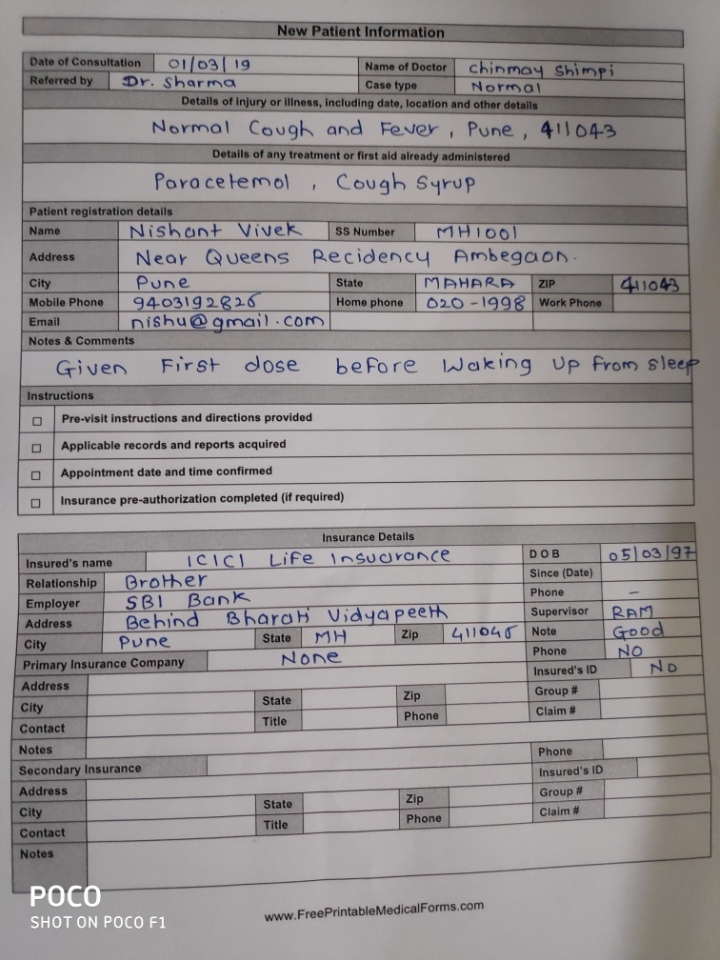 New Patient Information
Date of Consultation 01/03/19 Name of Doctor Chinmay Shimpi
Referred by Dr. Sharma Case type Normal
Details of injury or illness, including date, location and other details
Normal Cough and Fever, Pune, 411043
Details of any treatment or first aid already administered
Paracetemol, Cough Syrup
Patient registration details
Name Nishant Vivek SS Number MH1001
Address Near Queens Recidency Ambegaon.
City Pune State MAHARA ZIP 411043
Mobile Phone 9403192826 Home phone 020-1998 Work Phone
Email nishu@gmail.com
Notes & Comments
Given First dose before Waking Up from sleep
Instructions
Pre-visit instructions and directions provided
Applicable records and reports acquired
Appointment date and time confirmed
Insurance pre-authorization completed (if required)
Insurance Details
Insured's name ICICI Life Insurance DOB 05/03/97
Relationship Brother Since (Date)
Employer SBI Bank Phone -
Address Behind Bharati Vidyapeeth Supervisor RAM
City Pune State MH Zip 411046 Note Good
Primary Insurance Company None Phone NO
Address Insured's ID NO
City State Zip Group #
Contact Title Phone Claim #
Notes
Secondary Insurance Phone
Address Insured's ID
City State Zip Group #
Contact Title Phone Claim #
Notes
www.FreePrintableMedicalForms.com
POCO
SHOT ON POCO F1